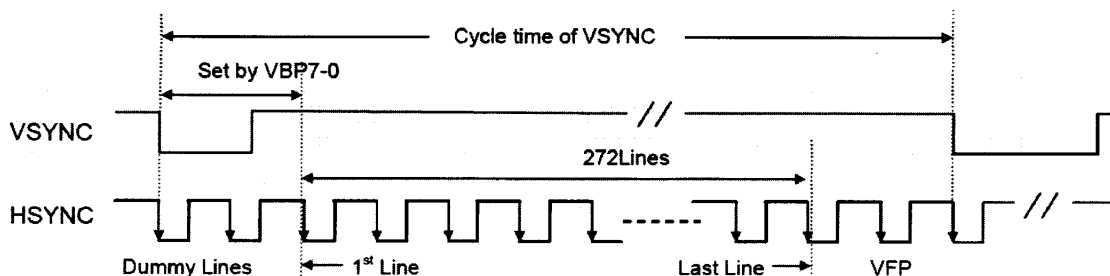 Cycle time of VSYNC
Set by VBP7-0
VSYNC
272Lines
HSYNC
Dummy Lines
1st Line
Last Line
VFP